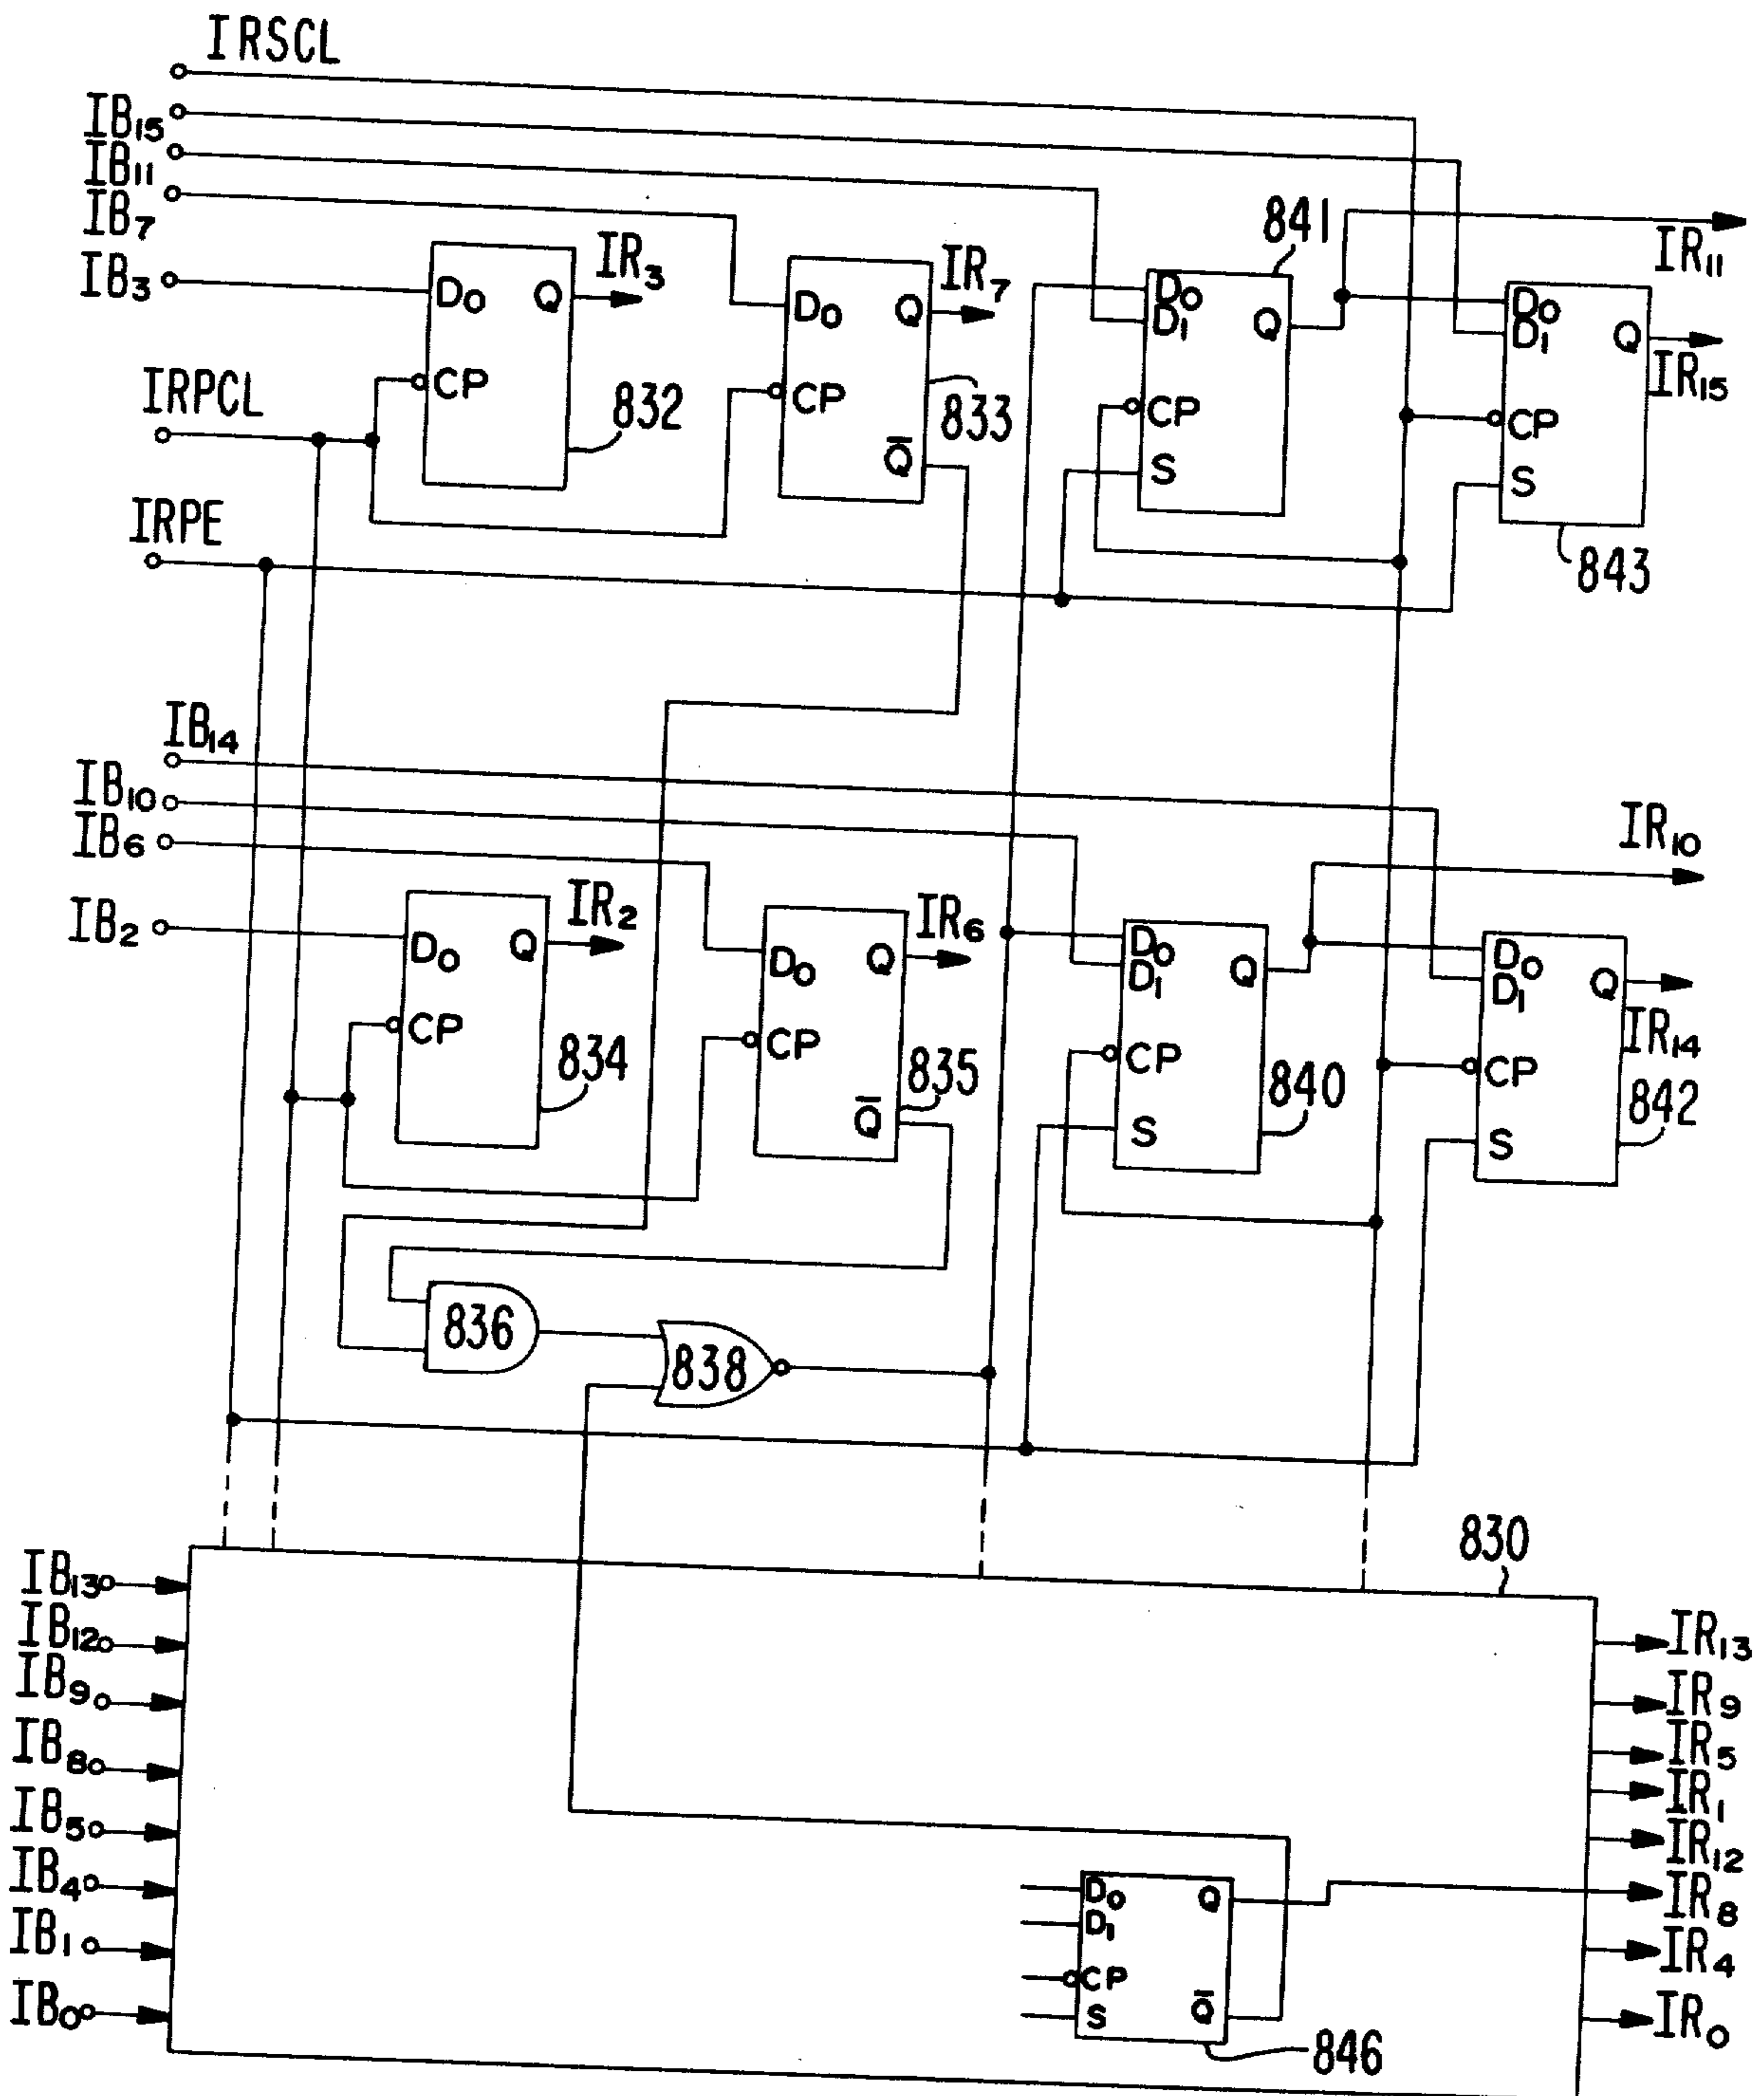 IRSCL
IB15
IB11
IB7
IB3
D0 Q
IR3
CP
832
D0 Q
IR7
CP
Q̅
833
841
D0
D1
Q
CP
S
IR11
D0
D1
Q
IR15
CP
S
843
IRPCL
IRPE
IB14
IB10
IB6
IB2
D0 Q
IR2
CP
834
D0 Q
IR6
CP
Q̅
835
D0
D1
Q
CP
S
840
IR10
D0
D1
Q
IR14
CP
S
842
836
838
830
IB13
IB12
IB9
IB8
IB5
IB4
IB1
IB0
D0 Q
D1
CP
S Q̅
846
IR13
IR9
IR5
IR1
IR12
IR8
IR4
IR0